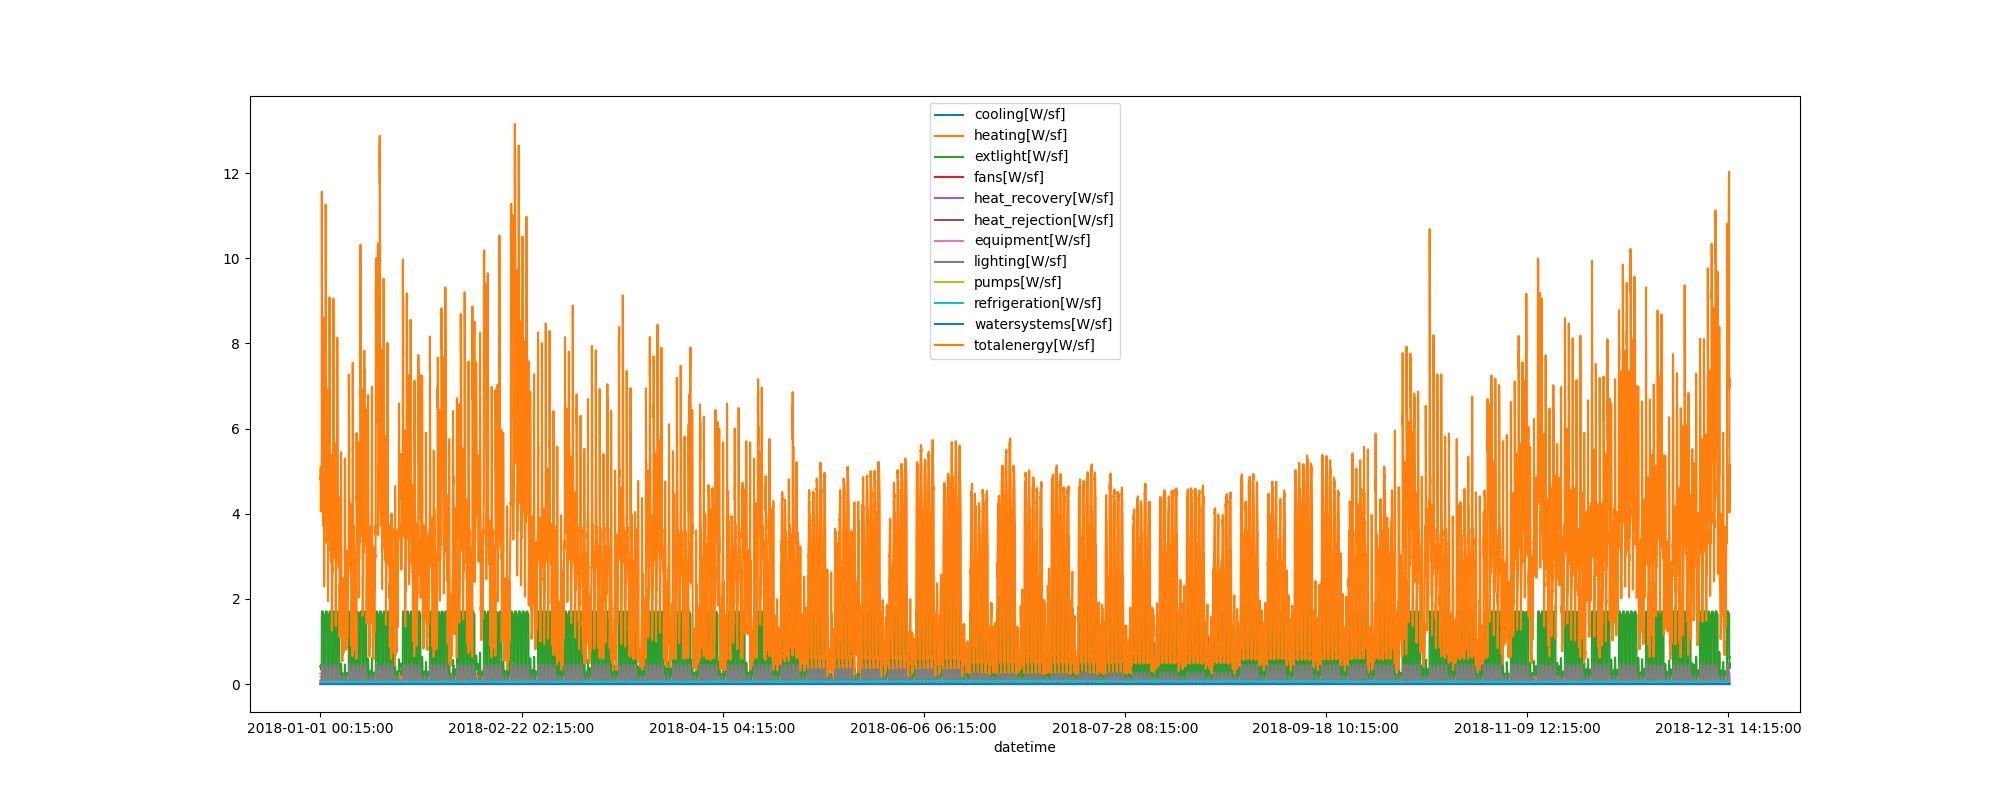 cooling[W/sf]
heating[W/sf]
extlight[W/sf]
fans[W/sf]
heat_recovery[W/sf]
heat_rejection[W/sf]
equipment[W/sf]
lighting[W/sf]
pumps[W/sf]
refrigeration[W/sf]
watersystems[W/sf]
totalenergy[W/sf]
12
10
8
6
4
2
0
2018-01-01 00:15:00 2018-02-22 02:15:00 2018-04-15 04:15:00 2018-06-06 06:15:00 2018-07-28 08:15:00 2018-09-18 10:15:00 2018-11-09 12:15:00 2018-12-31 14:15:00
datetime